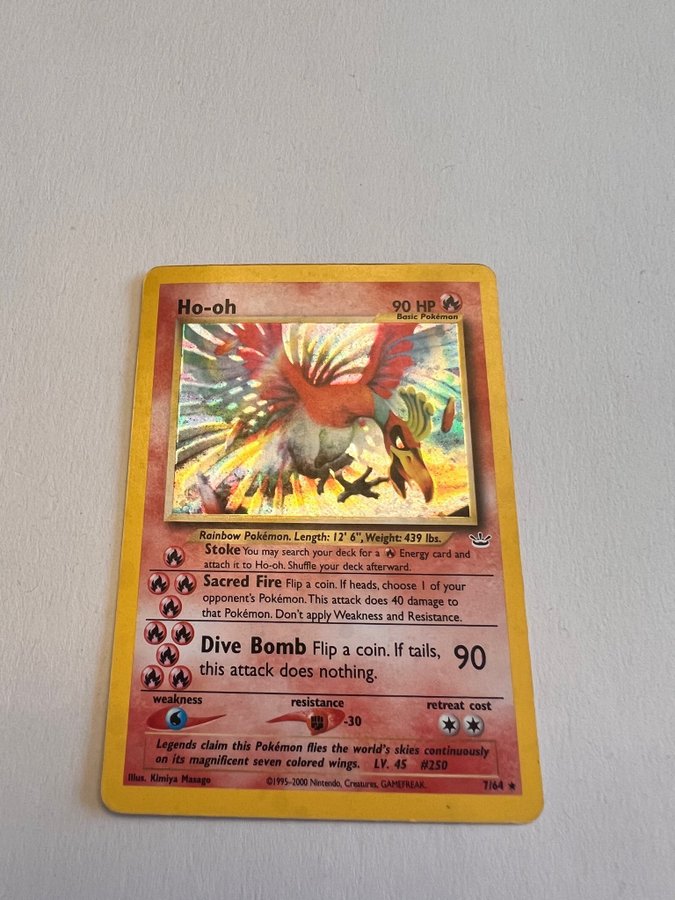 Ho-oh
90 HP
Basic Pokémon
Rainbow Pokémon. Length: 12' 6", Weight: 439 lbs.
Stoke You may search your deck for a Energy card and
attach it to Ho-oh. Shuffle your deck afterward.
Sacred Fire Flip a coin. If heads, choose 1 of your
opponent's Pokémon. This attack does 40 damage to
that Pokémon. Don't apply Weakness and Resistance.
Dive Bomb Flip a coin. If tails,
this attack does nothing.
90
weakness resistance retreat cost
-30
Legends claim this Pokémon flies the world's skies continuously
on its magnificent seven colored wings. LV. 45 #250
Illus. Kimiya Masago ©1995-2000 Nintendo, Creatures, GAMEFREAK. 7/64 ★